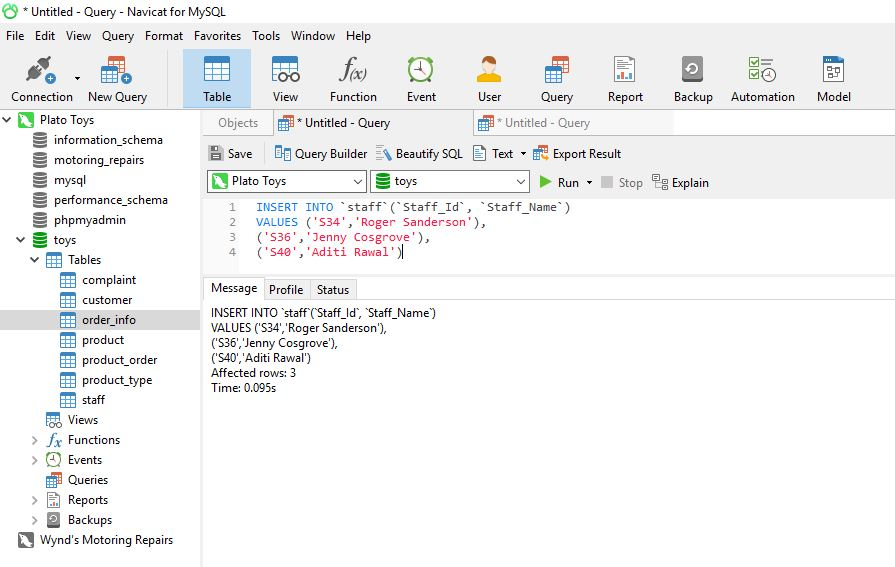 * Untitled - Query - Navicat for MySQL
File Edit View Query Format Favorites Tools Window Help
Connection New Query Table View Function Event User Query Report Backup Automation Model
f(x)
Plato Toys
information_schema
motoring_repairs
mysql
performance_schema
phpmyadmin
toys
Tables
complaint
customer
order_info
product
product_order
product_type
staff
Views
fx Functions
Events
Queries
Reports
Backups
Wynd's Motoring Repairs
Objects * Untitled - Query * Untitled - Query
Save Query Builder Beautify SQL Text Export Result
Plato Toys toys Run Stop Explain
1 INSERT INTO `staff`(`Staff_Id`, `Staff_Name`)
2 VALUES ('S34','Roger Sanderson'),
3 ('S36','Jenny Cosgrove'),
4 ('S40','Aditi Rawal')
Message Profile Status
INSERT INTO `staff`(`Staff_Id`, `Staff_Name`)
VALUES ('S34','Roger Sanderson'),
('S36','Jenny Cosgrove'),
('S40','Aditi Rawal')
Affected rows: 3
Time: 0.095s